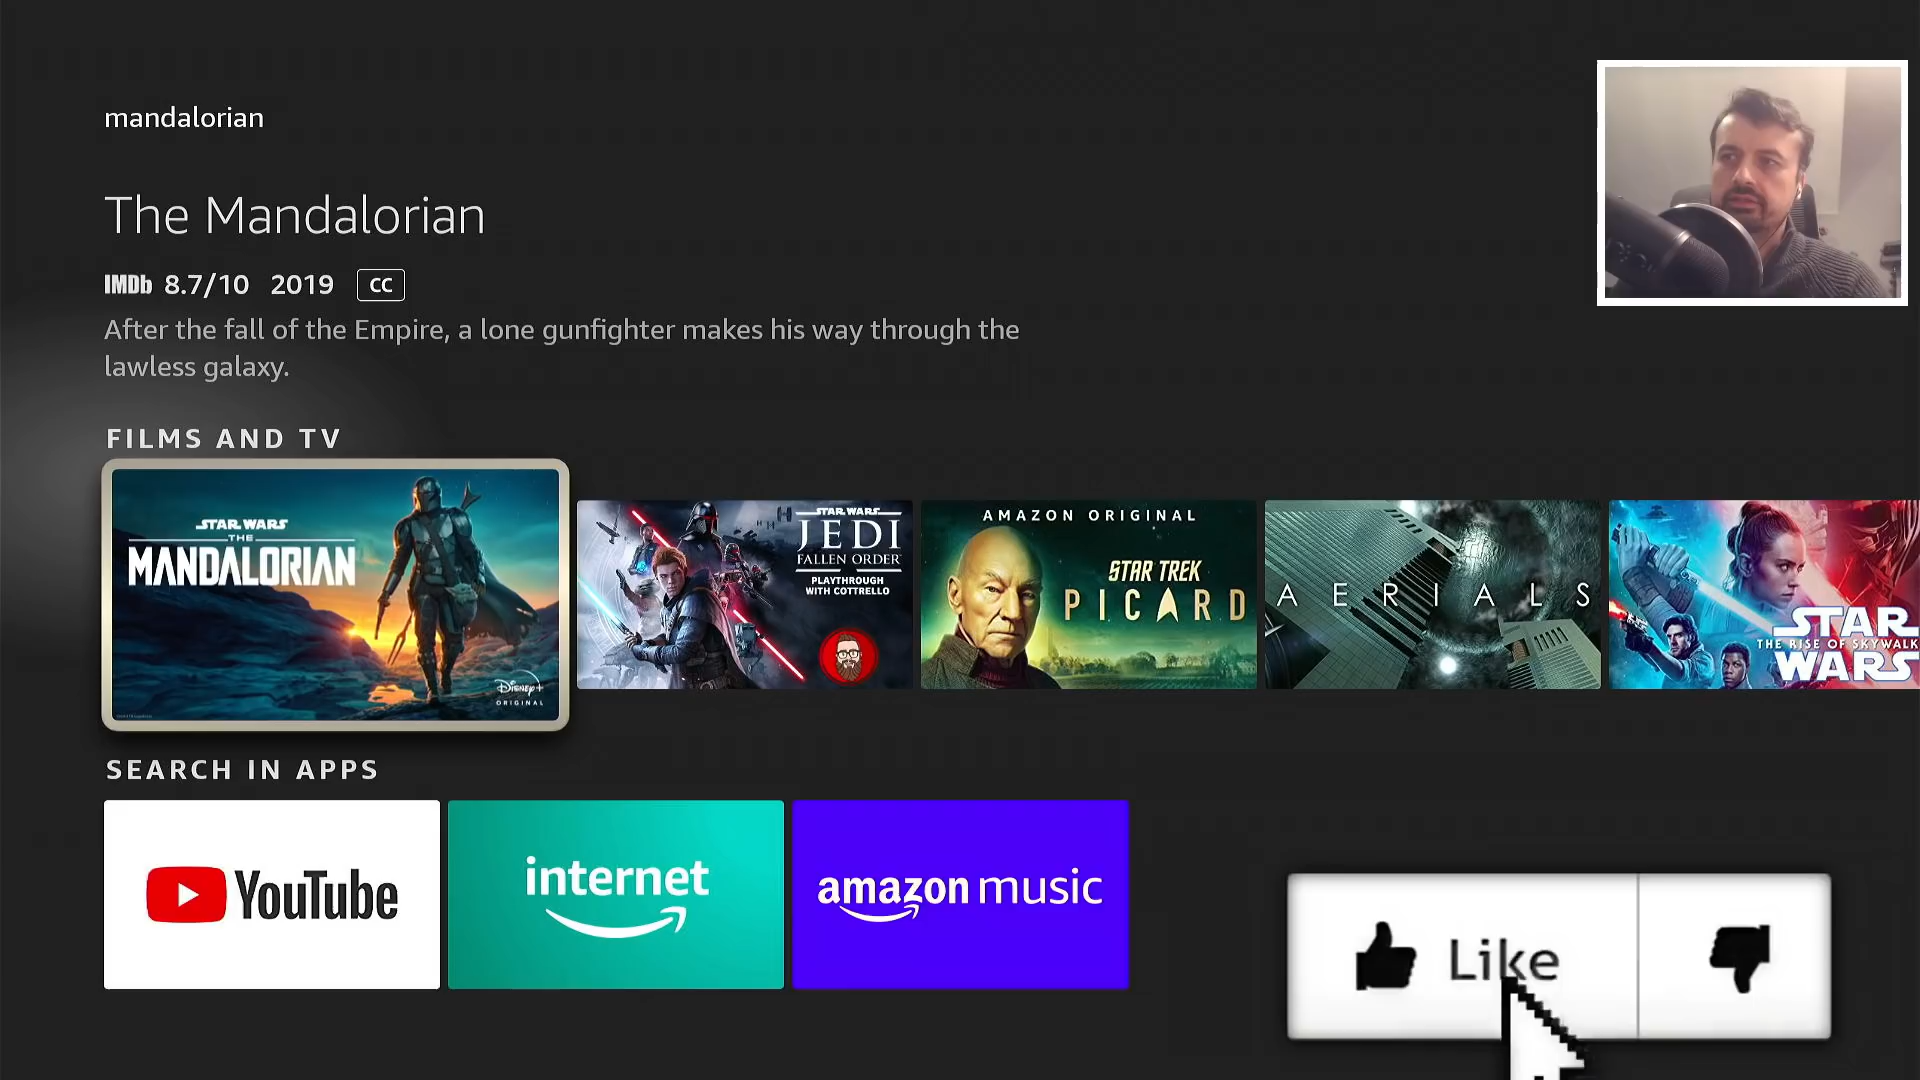 mandalorian
The Mandalorian
IMDb 8.7/10 2019 CC
After the fall of the Empire, a lone gunfighter makes his way through the
lawless galaxy.
FILMS AND TV
STAR WARS
THE
MANDALORIAN
Disney+
ORIGINAL
STAR WARS
JEDI
FALLEN ORDER
PLAYTHROUGH
WITH COTTRELLO
AMAZON ORIGINAL
STAR TREK
PICARD
AERIALS
STAR
THE RISE OF SKYWALK
WARS
SEARCH IN APPS
YouTube
internet
amazon music
Like